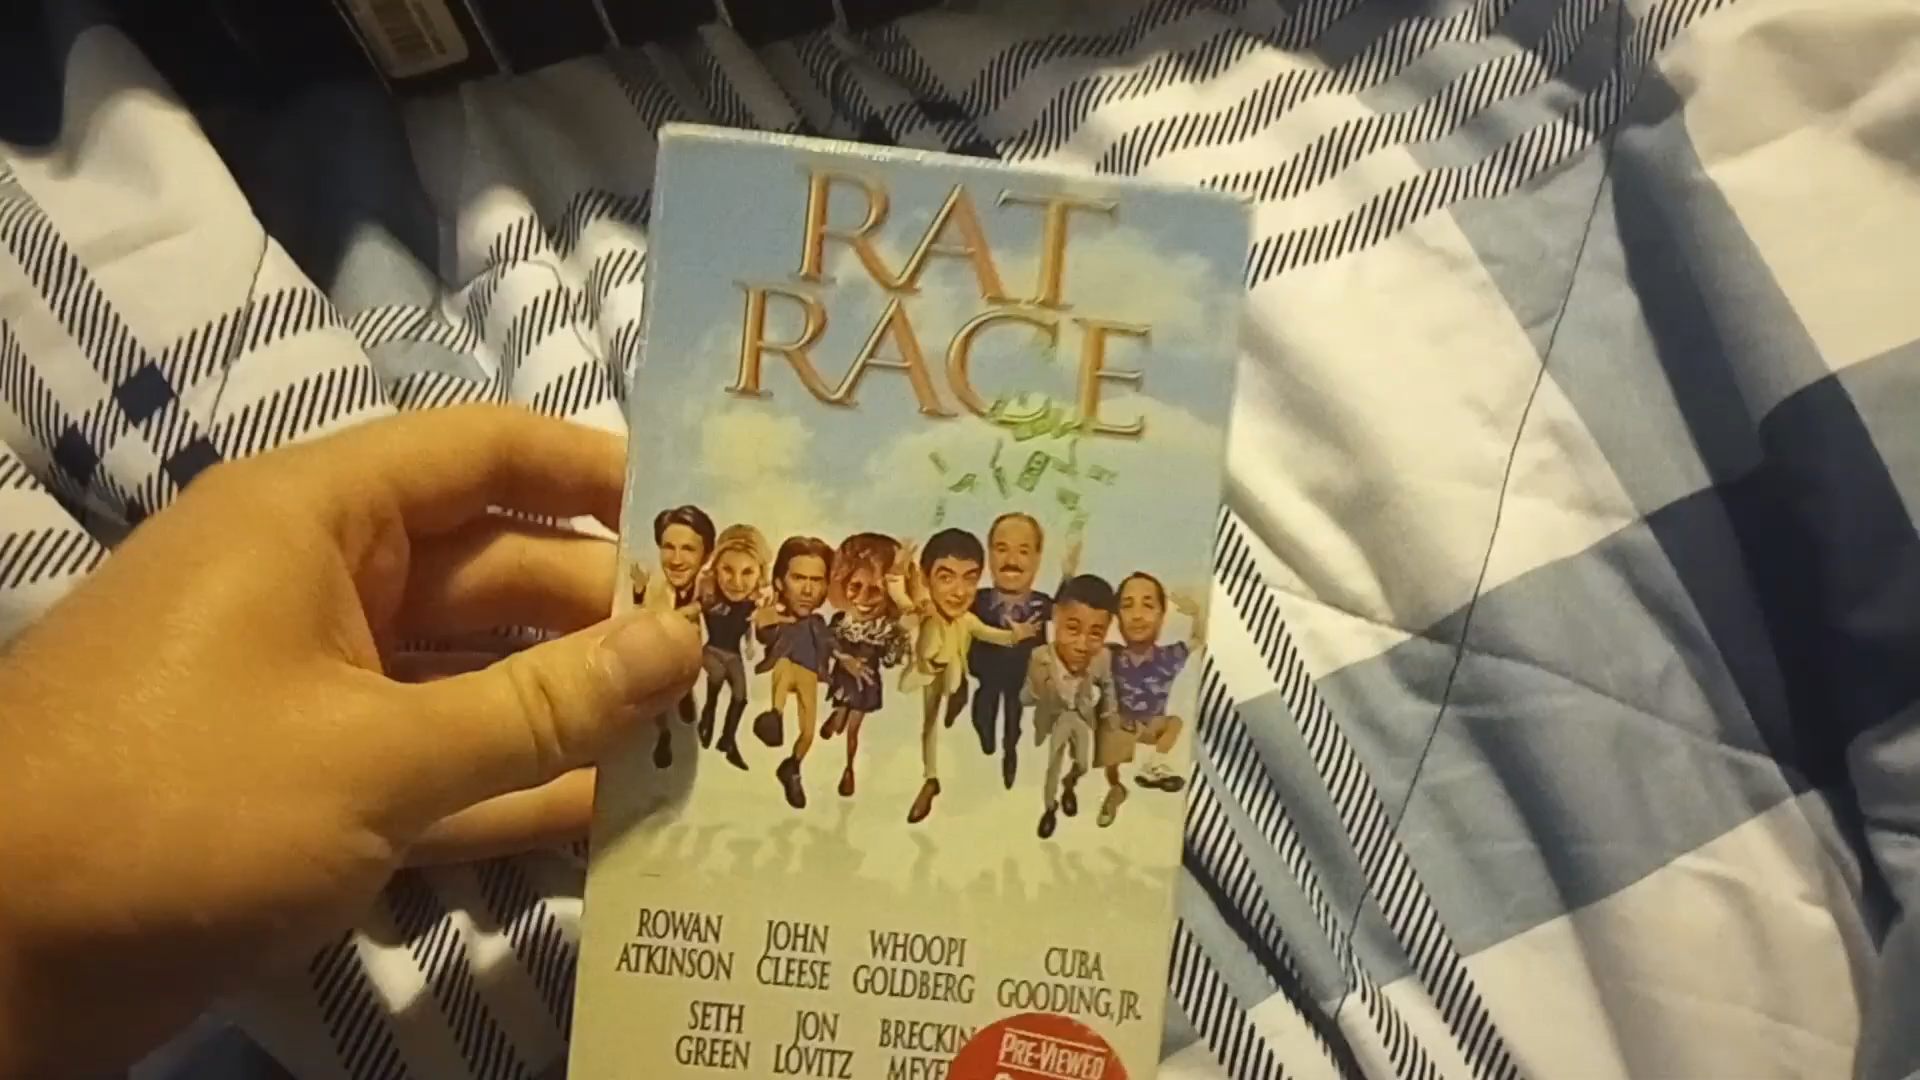 RAT
RACE
ROWAN ATKINSON
JOHN CLEESE
WHOOPI GOLDBERG
CUBA GOODING, JR.
SETH GREEN
JON LOVITZ
BRECKIN MEYE
PRE-VIEWED